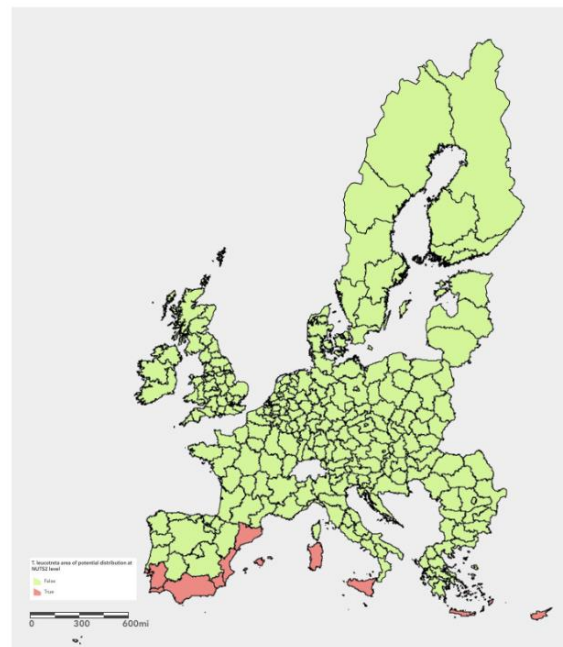 T. leucotreta area of potential distribution at
NUTS2 level
False
True
0 300 600mi